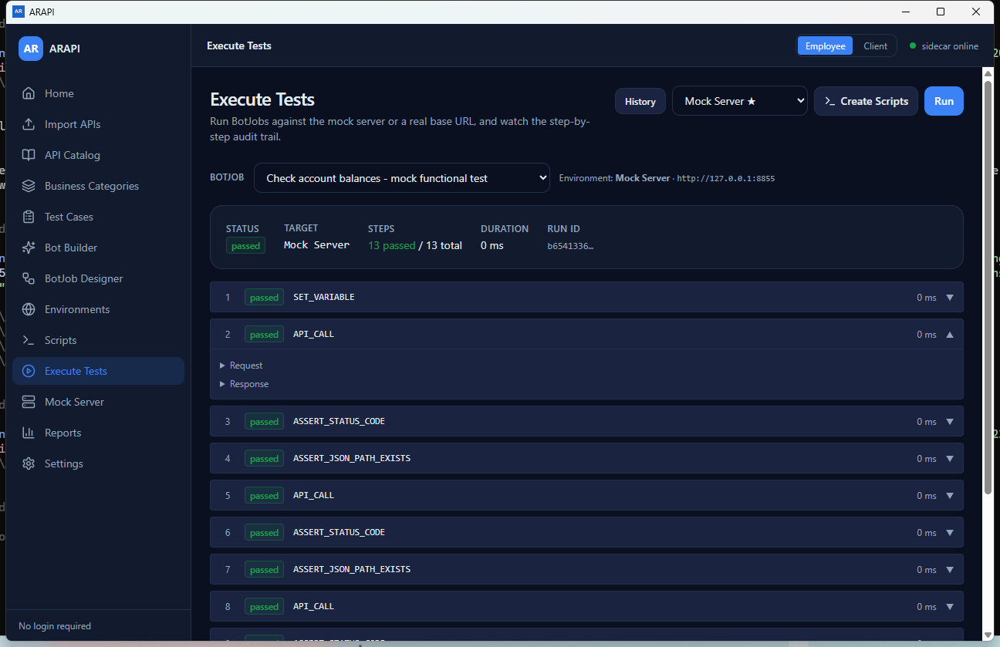 AR ARAPI
AR ARAPI
Execute Tests
Employee Client sidecar online
Home
Import APIs
API Catalog
Business Categories
Test Cases
Bot Builder
BotJob Designer
Environments
Scripts
Execute Tests
Mock Server
Reports
Settings
No login required
Execute Tests
Run BotJobs against the mock server or a real base URL, and watch the step-by-
step audit trail.
History Mock Server ★ >_ Create Scripts Run
BOTJOB Check account balances - mock functional test Environment: Mock Server · http://127.0.0.1:8855
STATUS TARGET STEPS DURATION RUN ID
passed Mock Server 13 passed / 13 total 0 ms b6541336…
1 passed SET_VARIABLE 0 ms ▼
2 passed API_CALL 0 ms ▲
▶ Request
▶ Response
3 passed ASSERT_STATUS_CODE 0 ms ▼
4 passed ASSERT_JSON_PATH_EXISTS 0 ms ▼
5 passed API_CALL 0 ms ▼
6 passed ASSERT_STATUS_CODE 0 ms ▼
7 passed ASSERT_JSON_PATH_EXISTS 0 ms ▼
8 passed API_CALL 0 ms ▼